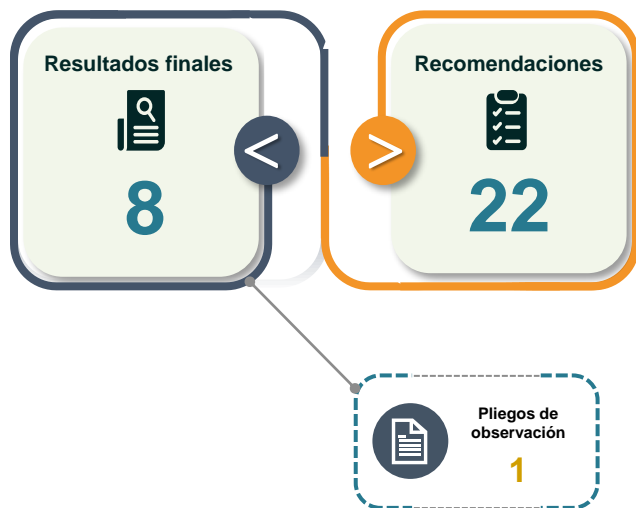 Resultados finales
8
<
>
Recomendaciones
22
Pliegos de
observación
1